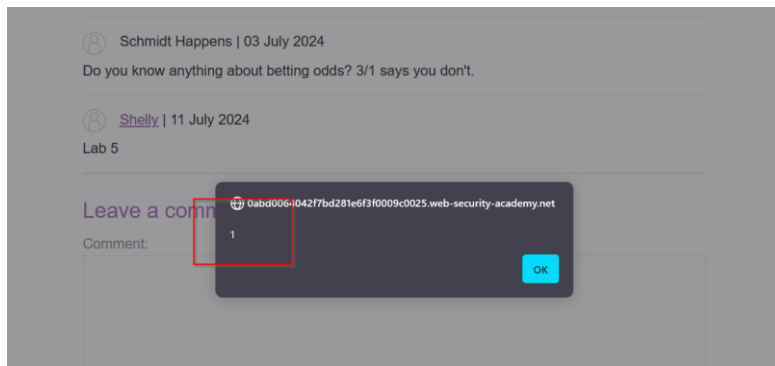 Schmidt Happens | 03 July 2024
Do you know anything about betting odds? 3/1 says you don't.
Shelly | 11 July 2024
Lab 5
Leave a comm
0abd0064042f7bd281e6f3f0009c0025.web-security-academy.net
Comment:
1
OK